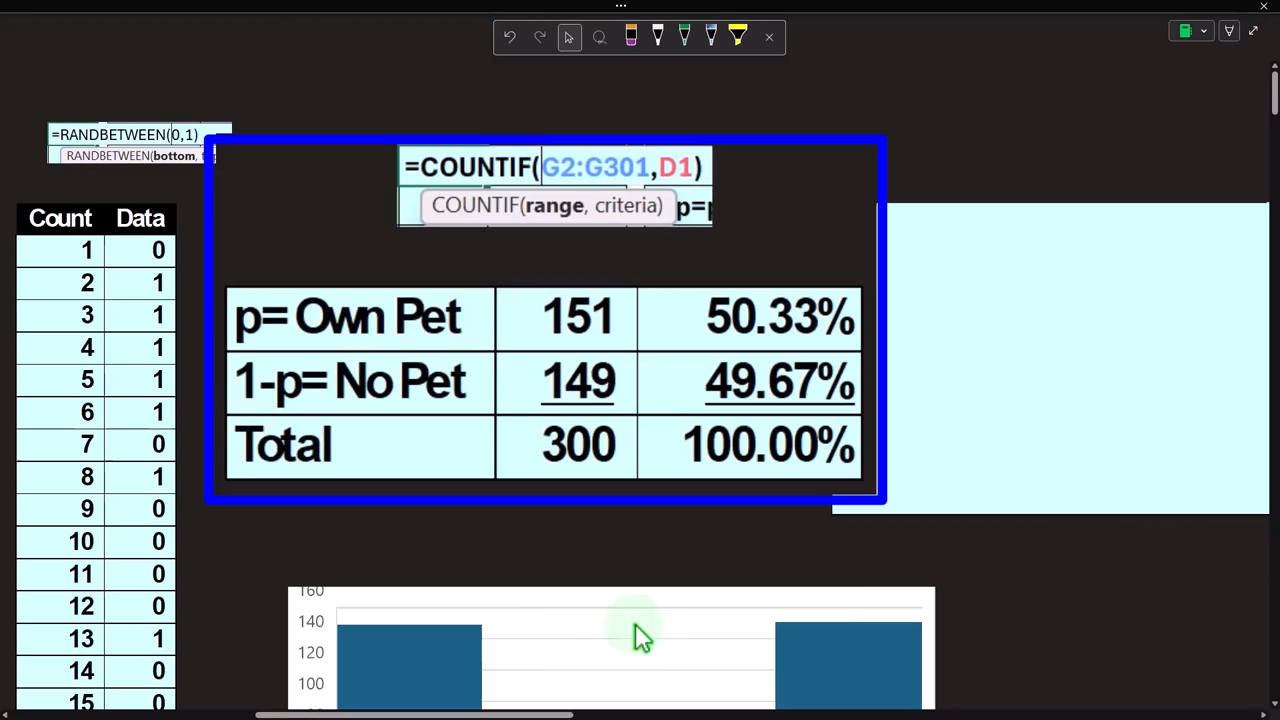 =RANDBETWEEN(0,1)
RANDBETWEEN(bottom, t
=COUNTIF(G2:G301,D1)
COUNTIF(range, criteria) p=p
Count Data
1 0
2 1
3 1
4 1
5 1
6 1
7 0
8 1
9 0
10 0
11 0
12 0
13 1
14 0
15 0
p= Own Pet 151 50.33%
1-p= No Pet 149 49.67%
Total 300 100.00%
160
140
120
100